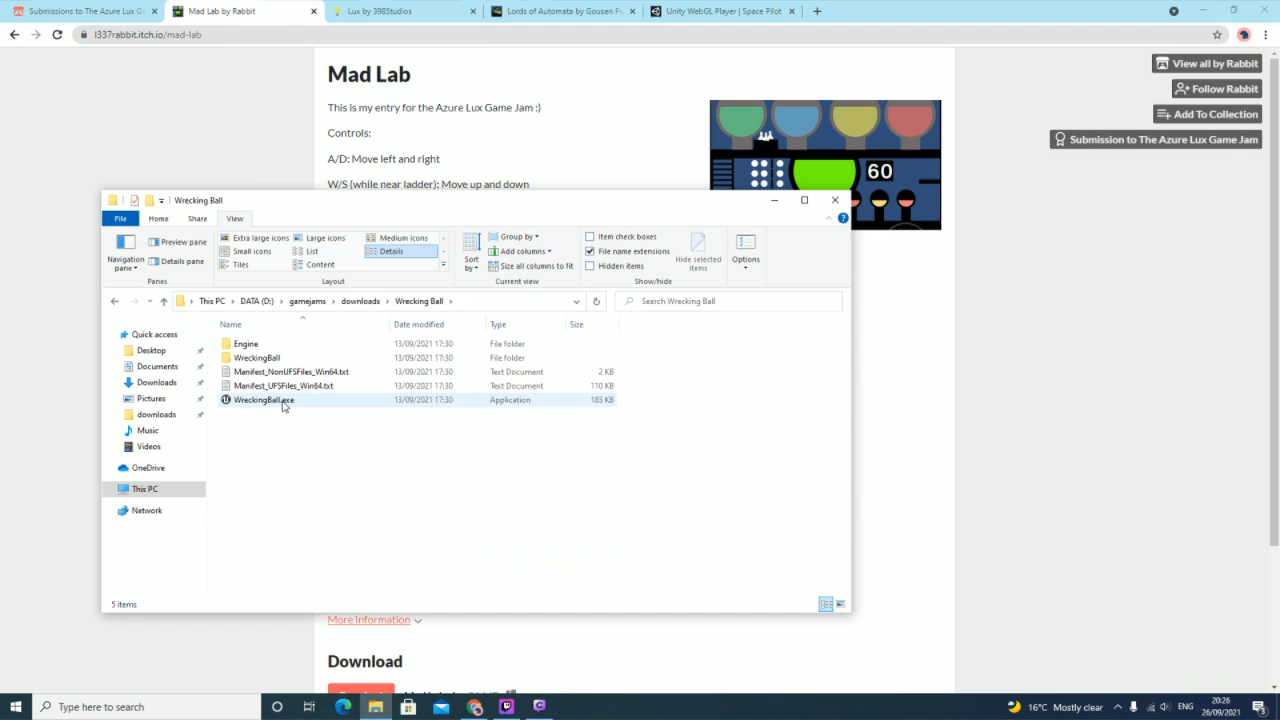 Submissions to The Azure Lux G
Mad Lab by Rabbit
Lux by 398Studios
Lords of Automata by Gousen
Unity WebGL Player | Space Pilot
l337rabbit.itch.io/mad-lab
View all by Rabbit
Follow Rabbit
Add To Collection
Submission to The Azure Lux Game Jam
Mad Lab
This is my entry for the Azure Lux Game Jam :)
Controls:
A/D: Move left and right
W/S (while near ladder): Move up and down
60
Wrecking Ball
File
Home
Share
View
Navigation pane
Preview pane
Details pane
Panes
Extra large icons
Large icons
Medium icons
Small icons
List
Details
Tiles
Content
Layout
Sort by
Group by
Add columns
Size all columns to fit
Current view
Item check boxes
File name extensions
Hidden items
Hide selected items
Show/hide
Options
This PC > DATA (D:) > gamejams > downloads > Wrecking Ball >
Search Wrecking Ball
Name
Date modified
Type
Size
Quick access
Desktop
Documents
Downloads
Pictures
downloads
Music
Videos
OneDrive
This PC
Network
Engine 13/09/2021 17:30 File folder
WreckingBall 13/09/2021 17:30 File folder
Manifest_NonUFSFiles_Win64.txt 13/09/2021 17:30 Text Document 2 KB
Manifest_UFSFiles_Win64.txt 13/09/2021 17:30 Text Document 110 KB
WreckingBall.exe 13/09/2021 17:30 Application 183 KB
5 items
More information
Download
Type here to search
16°C Mostly clear
ENG
20:26
26/09/2021
3